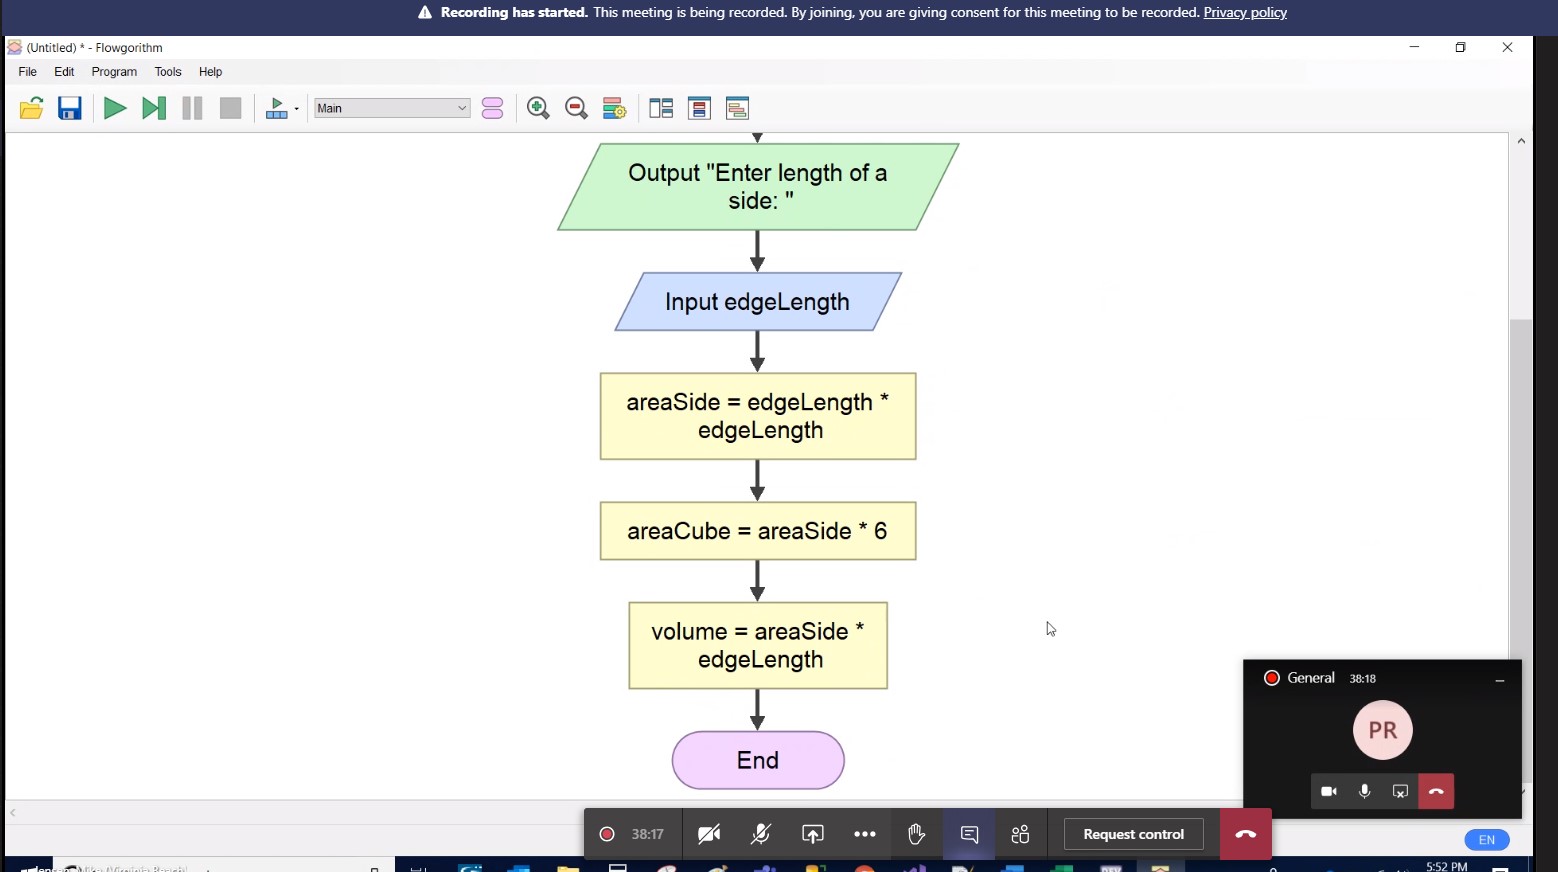 Recording has started. This meeting is being recorded. By joining, you are giving consent for this meeting to be recorded. Privacy policy
(Untitled) * - Flowgorithm
File Edit Program Tools Help
Main
Output "Enter length of a
side: "
Input edgeLength
areaSide = edgeLength *
edgeLength
areaCube = areaSide * 6
volume = areaSide *
edgeLength
End
General 38:18
PR
38:17
Request control
EN
5:52 PM